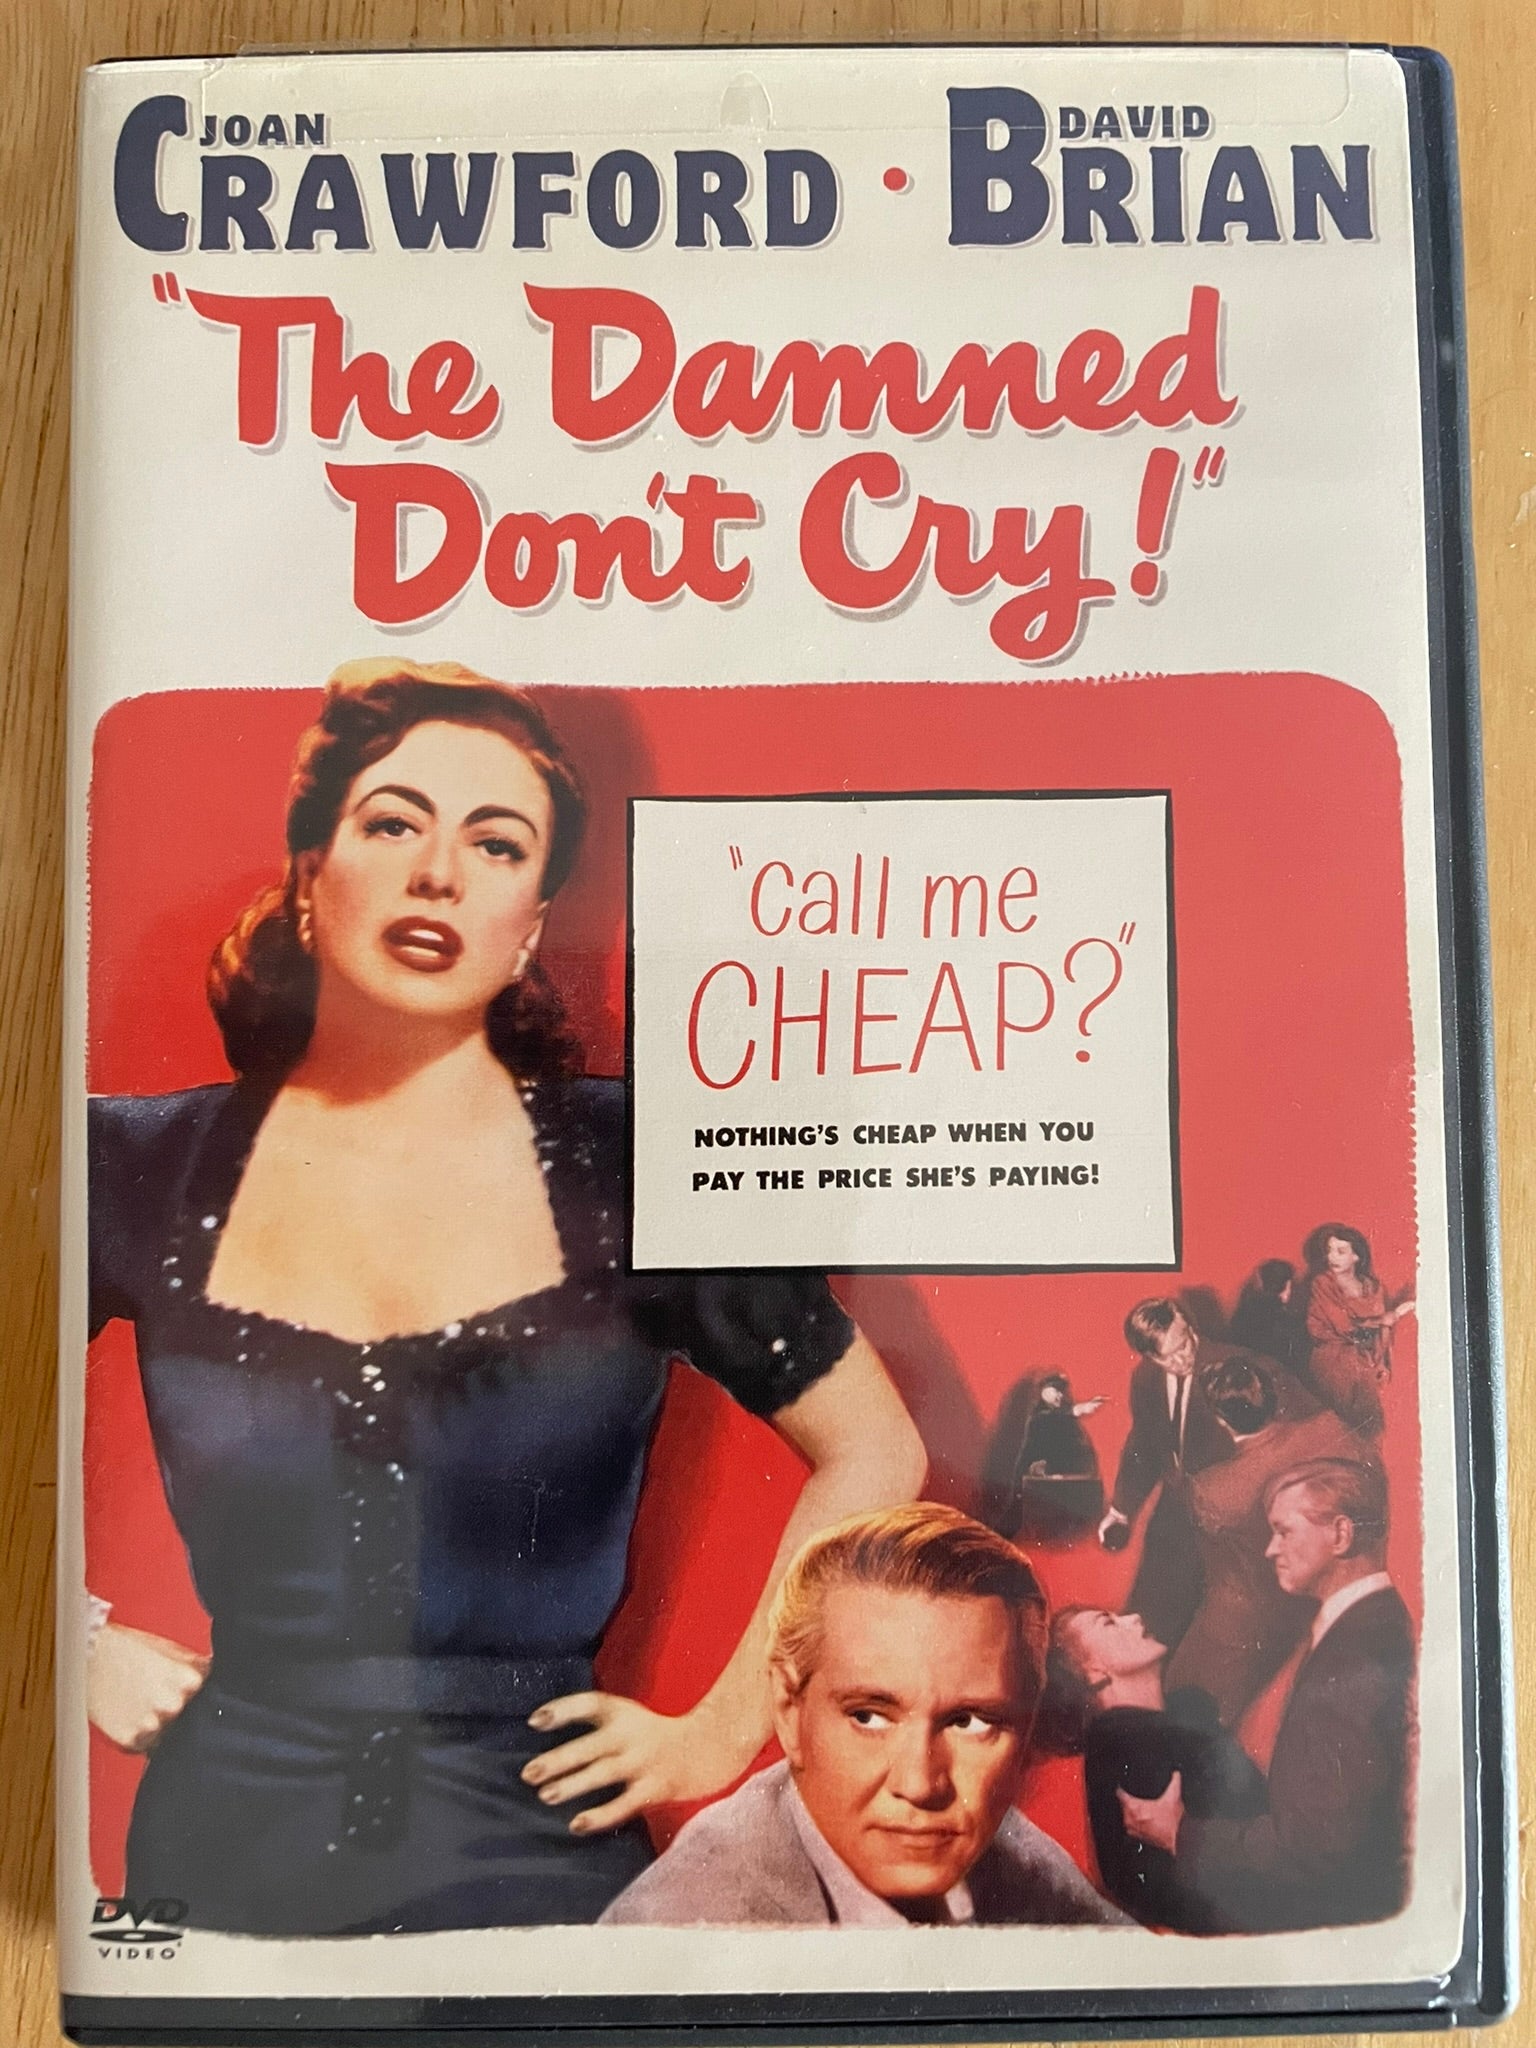 JOAN CRAWFORD • DAVID BRIAN
"The Damned
Don't Cry!"
"call me
CHEAP?"
NOTHING'S CHEAP WHEN YOU
PAY THE PRICE SHE'S PAYING!
DVD
VIDEO